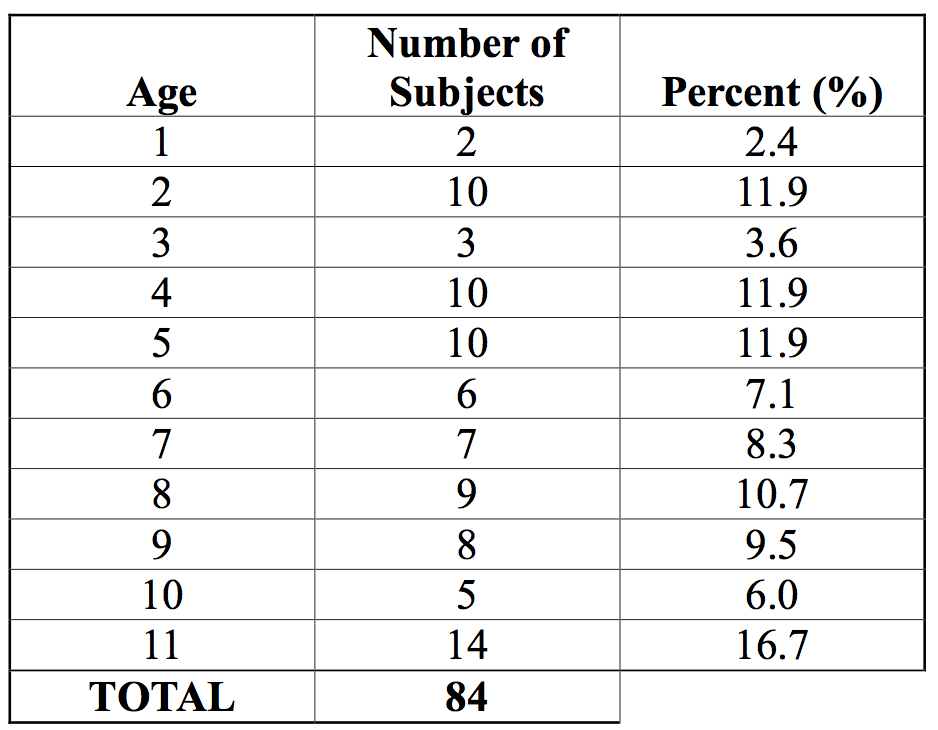 Age Number of Subjects Percent (%)
1 2 2.4
2 10 11.9
3 3 3.6
4 10 11.9
5 10 11.9
6 6 7.1
7 7 8.3
8 9 10.7
9 8 9.5
10 5 6.0
11 14 16.7
TOTAL 84